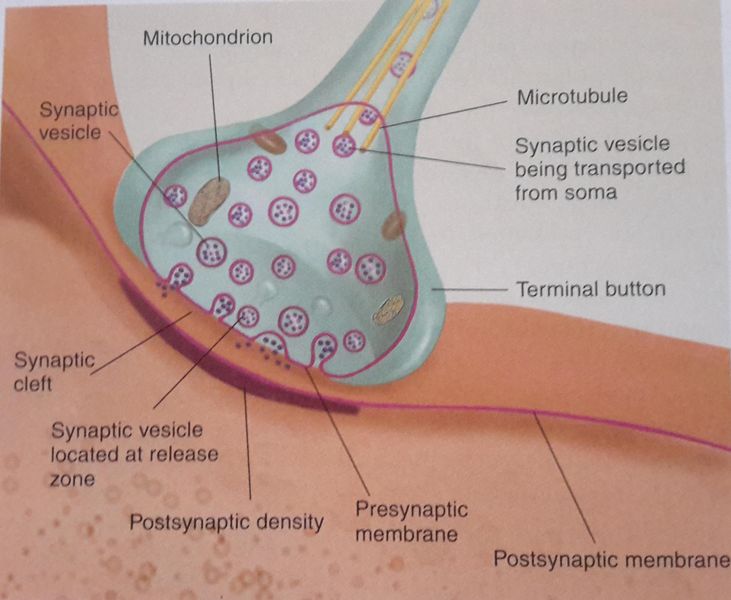 Mitochondrion
Synaptic
vesicle
Microtubule
Synaptic vesicle
being transported
from soma
Terminal button
Synaptic
cleft
Synaptic vesicle
located at release
zone
Postsynaptic density
Presynaptic
membrane
Postsynaptic membrane